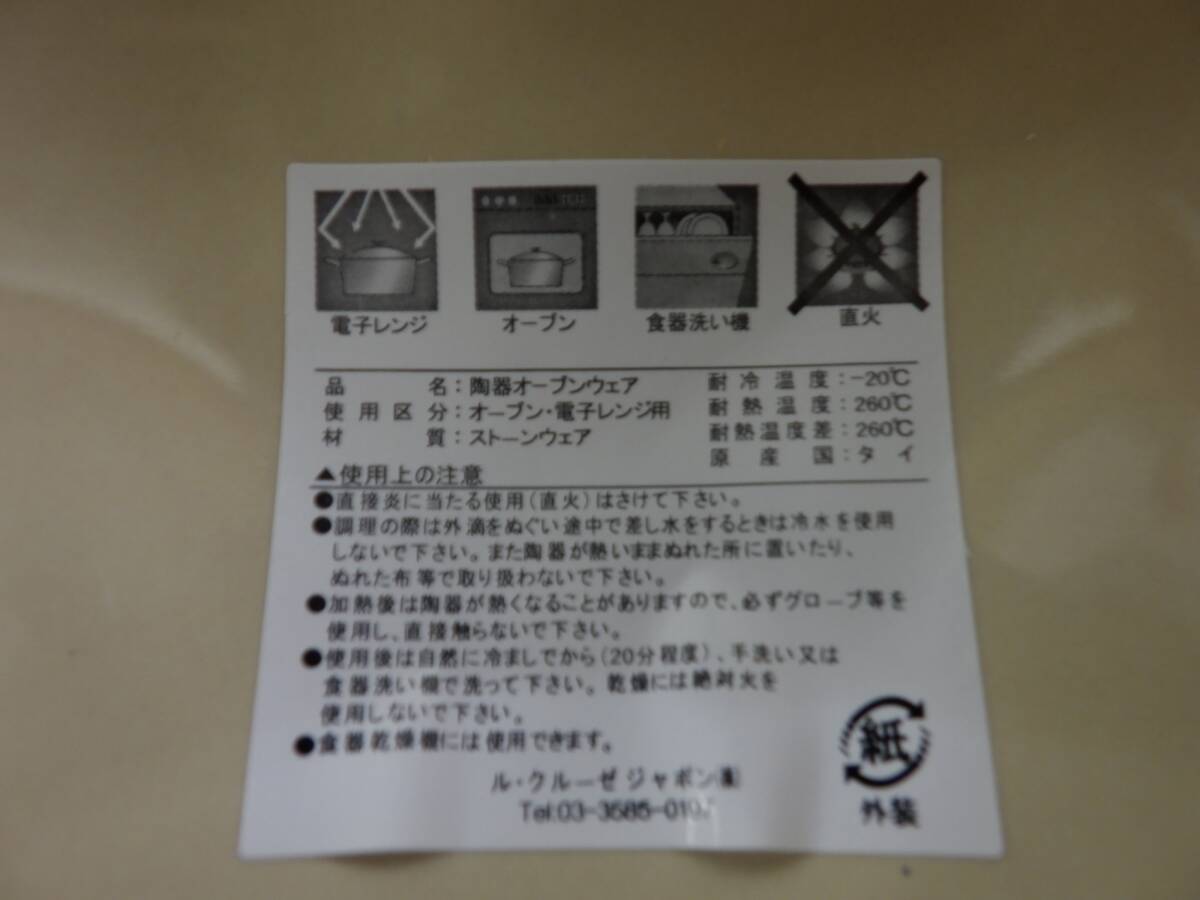 電子レンジ
オーブン
食器洗い機
直火
品名：陶器オーブンウェア
使用区分：オーブン・電子レンジ用
材質：ストーンウェア
耐冷温度：-20℃
耐熱温度：260℃
耐熱温度差：260℃
原産国：タイ
▲使用上の注意
●直接炎に当たる使用（直火）はさけて下さい。
●調理の際は外滴をぬぐい途中で差し水をするときは冷水を使用
しないで下さい。また陶器が熱いままぬれた所に置いたり、
ぬれた布等で取り扱わないで下さい。
●加熱後は陶器が熱くなることがありますので、必ずグローブ等を
使用し、直接触らないで下さい。
●使用後は自然に冷ましてから（20分程度）、手洗い又は
食器洗い機で洗って下さい。乾燥には絶対火を
使用しないで下さい。
●食器乾燥機には使用できます。
ル・クルーゼ ジャポン㈱
Tel:03-3585-0197
紙
外装